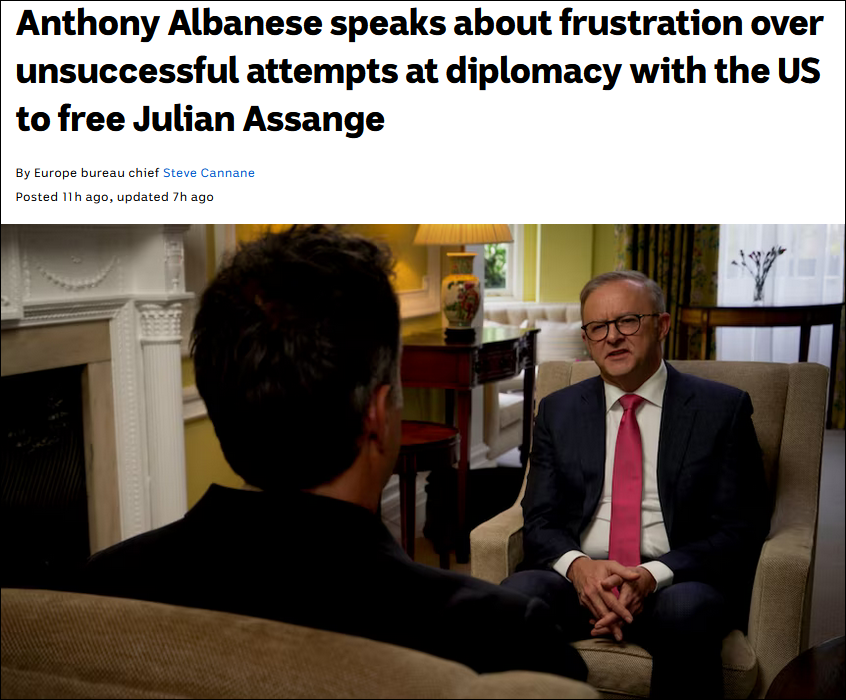 Anthony Albanese speaks about frustration over
unsuccessful attempts at diplomacy with the US
to free Julian Assange
By Europe bureau chief Steve Cannane
Posted 11h ago, updated 7h ago